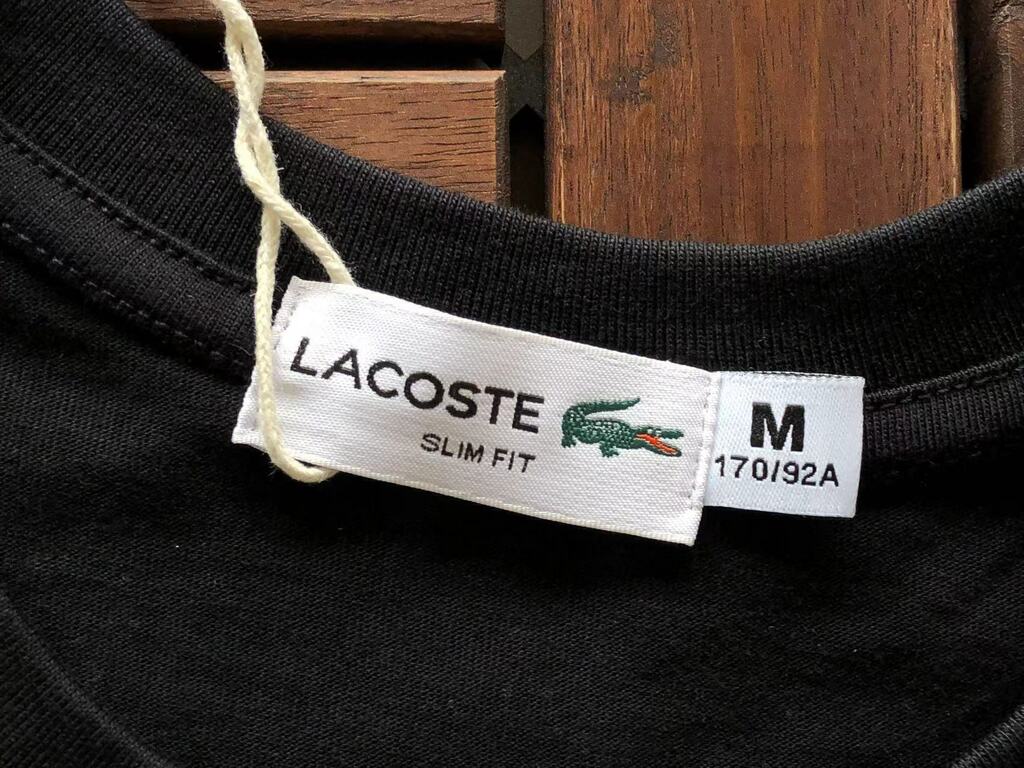 LACOSTE
SLIM FIT
M
170/92A